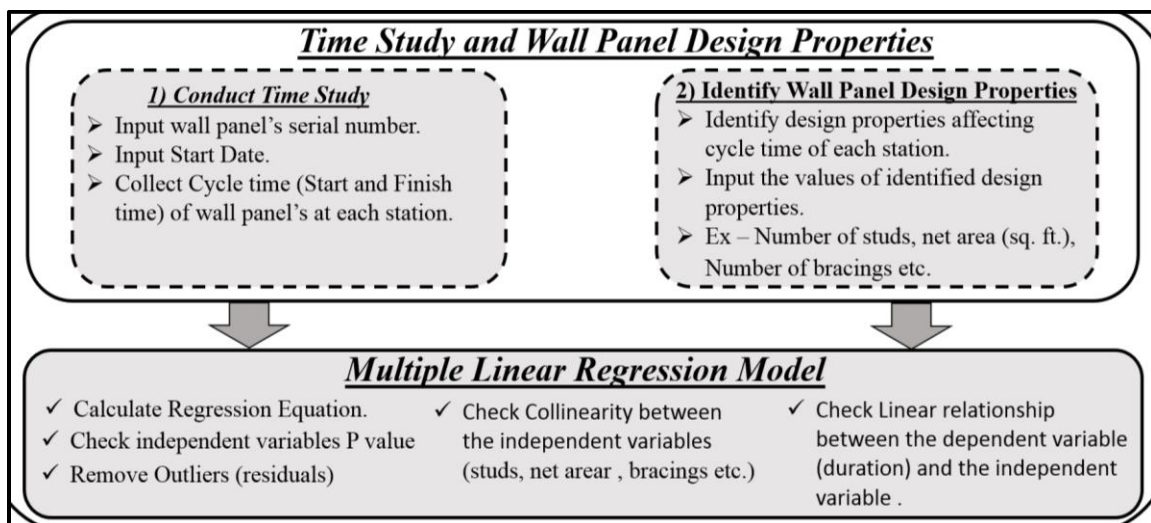 Time Study and Wall Panel Design Properties
1) Conduct Time Study
➢ Input wall panel's serial number.
➢ Input Start Date.
➢ Collect Cycle time (Start and Finish
time) of wall panel's at each station.
2) Identify Wall Panel Design Properties
➢ Identify design properties affecting
cycle time of each station.
➢ Input the values of identified design
properties.
➢ Ex – Number of studs, net area (sq. ft.),
Number of bracings etc.
Multiple Linear Regression Model
✓ Calculate Regression Equation.
✓ Check independent variables P value
✓ Remove Outliers (residuals)
✓ Check Collinearity between
the independent variables
(studs, net arear , bracings etc.)
✓ Check Linear relationship
between the dependent variable
(duration) and the independent
variable .